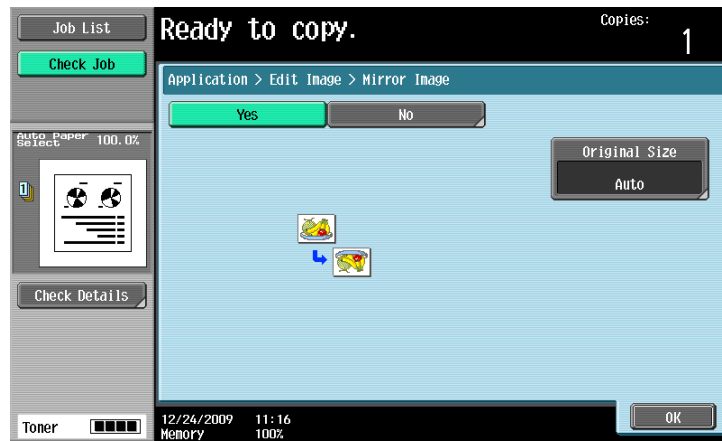 Job List
Check Job
Ready to copy.
Copies:
1
Application > Edit Image > Mirror Image
Yes
No
Original Size
Auto
Auto Paper
Select
100.0%
1
Check Details
Toner
12/24/2009 11:16
Memory 100%
OK